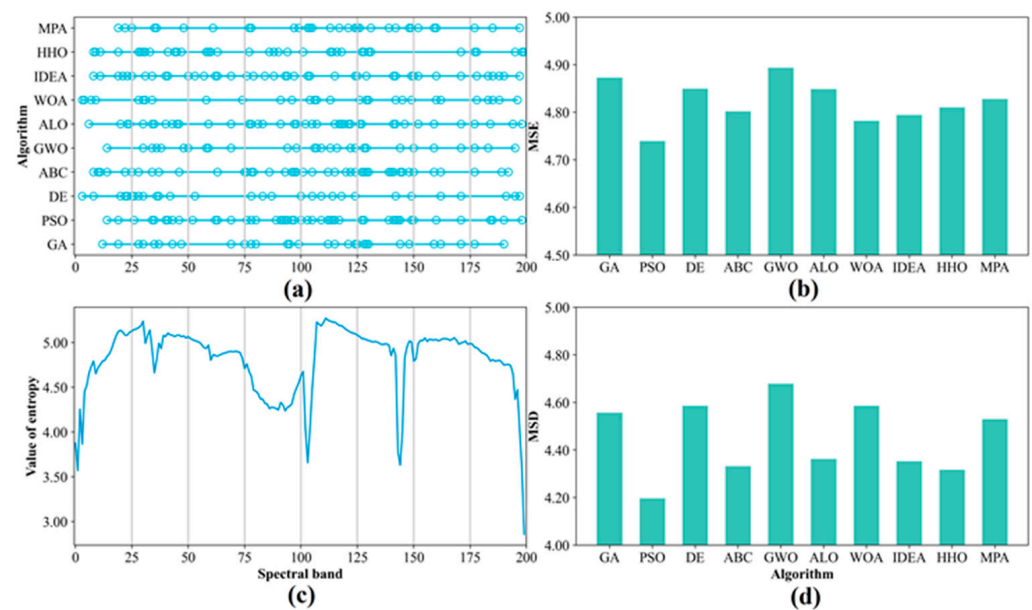 MPA
HHO
IDEA
WOA
ALO
GWO
ABC
DE
PSO
GA
Algorithm
0 25 50 75 100 125 150 175 200
(a)
5.00
4.90
4.80
4.70
4.60
4.50
MSE
GA PSO DE ABC GWO ALO WOA IDEA HHO MPA
(b)
5.00
4.50
4.00
3.50
3.00
Value of entropy
0 25 50 75 100 125 150 175 200
Spectral band
(c)
5.00
4.80
4.60
4.40
4.20
4.00
MSD
GA PSO DE ABC GWO ALO WOA IDEA HHO MPA
Algorithm
(d)